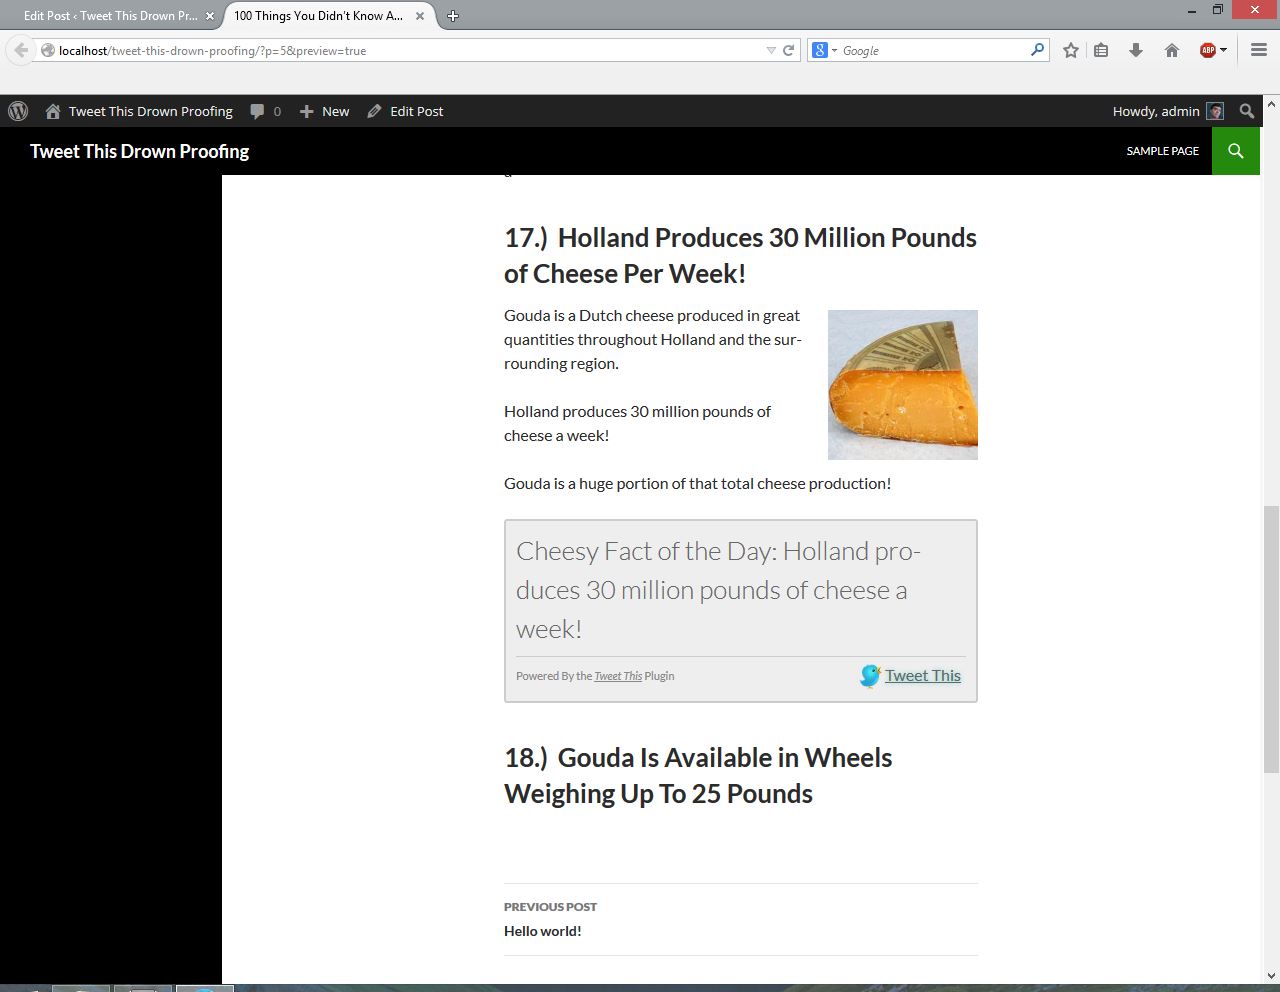 Edit Post ‹ Tweet This Drown Pr...
100 Things You Didn't Know A...
localhost/tweet-this-drown-proofing/?p=5&preview=true
Google
ABP
Tweet This Drown Proofing
0
New
Edit Post
Howdy, admin
Tweet This Drown Proofing
SAMPLE PAGE
17.) Holland Produces 30 Million Pounds
of Cheese Per Week!
Gouda is a Dutch cheese produced in great
quantities throughout Holland and the sur-
rounding region.
Holland produces 30 million pounds of
cheese a week!
Gouda is a huge portion of that total cheese production!
Cheesy Fact of the Day: Holland pro-
duces 30 million pounds of cheese a
week!
Powered By the Tweet This Plugin
Tweet This
18.) Gouda Is Available in Wheels
Weighing Up To 25 Pounds
PREVIOUS POST
Hello world!